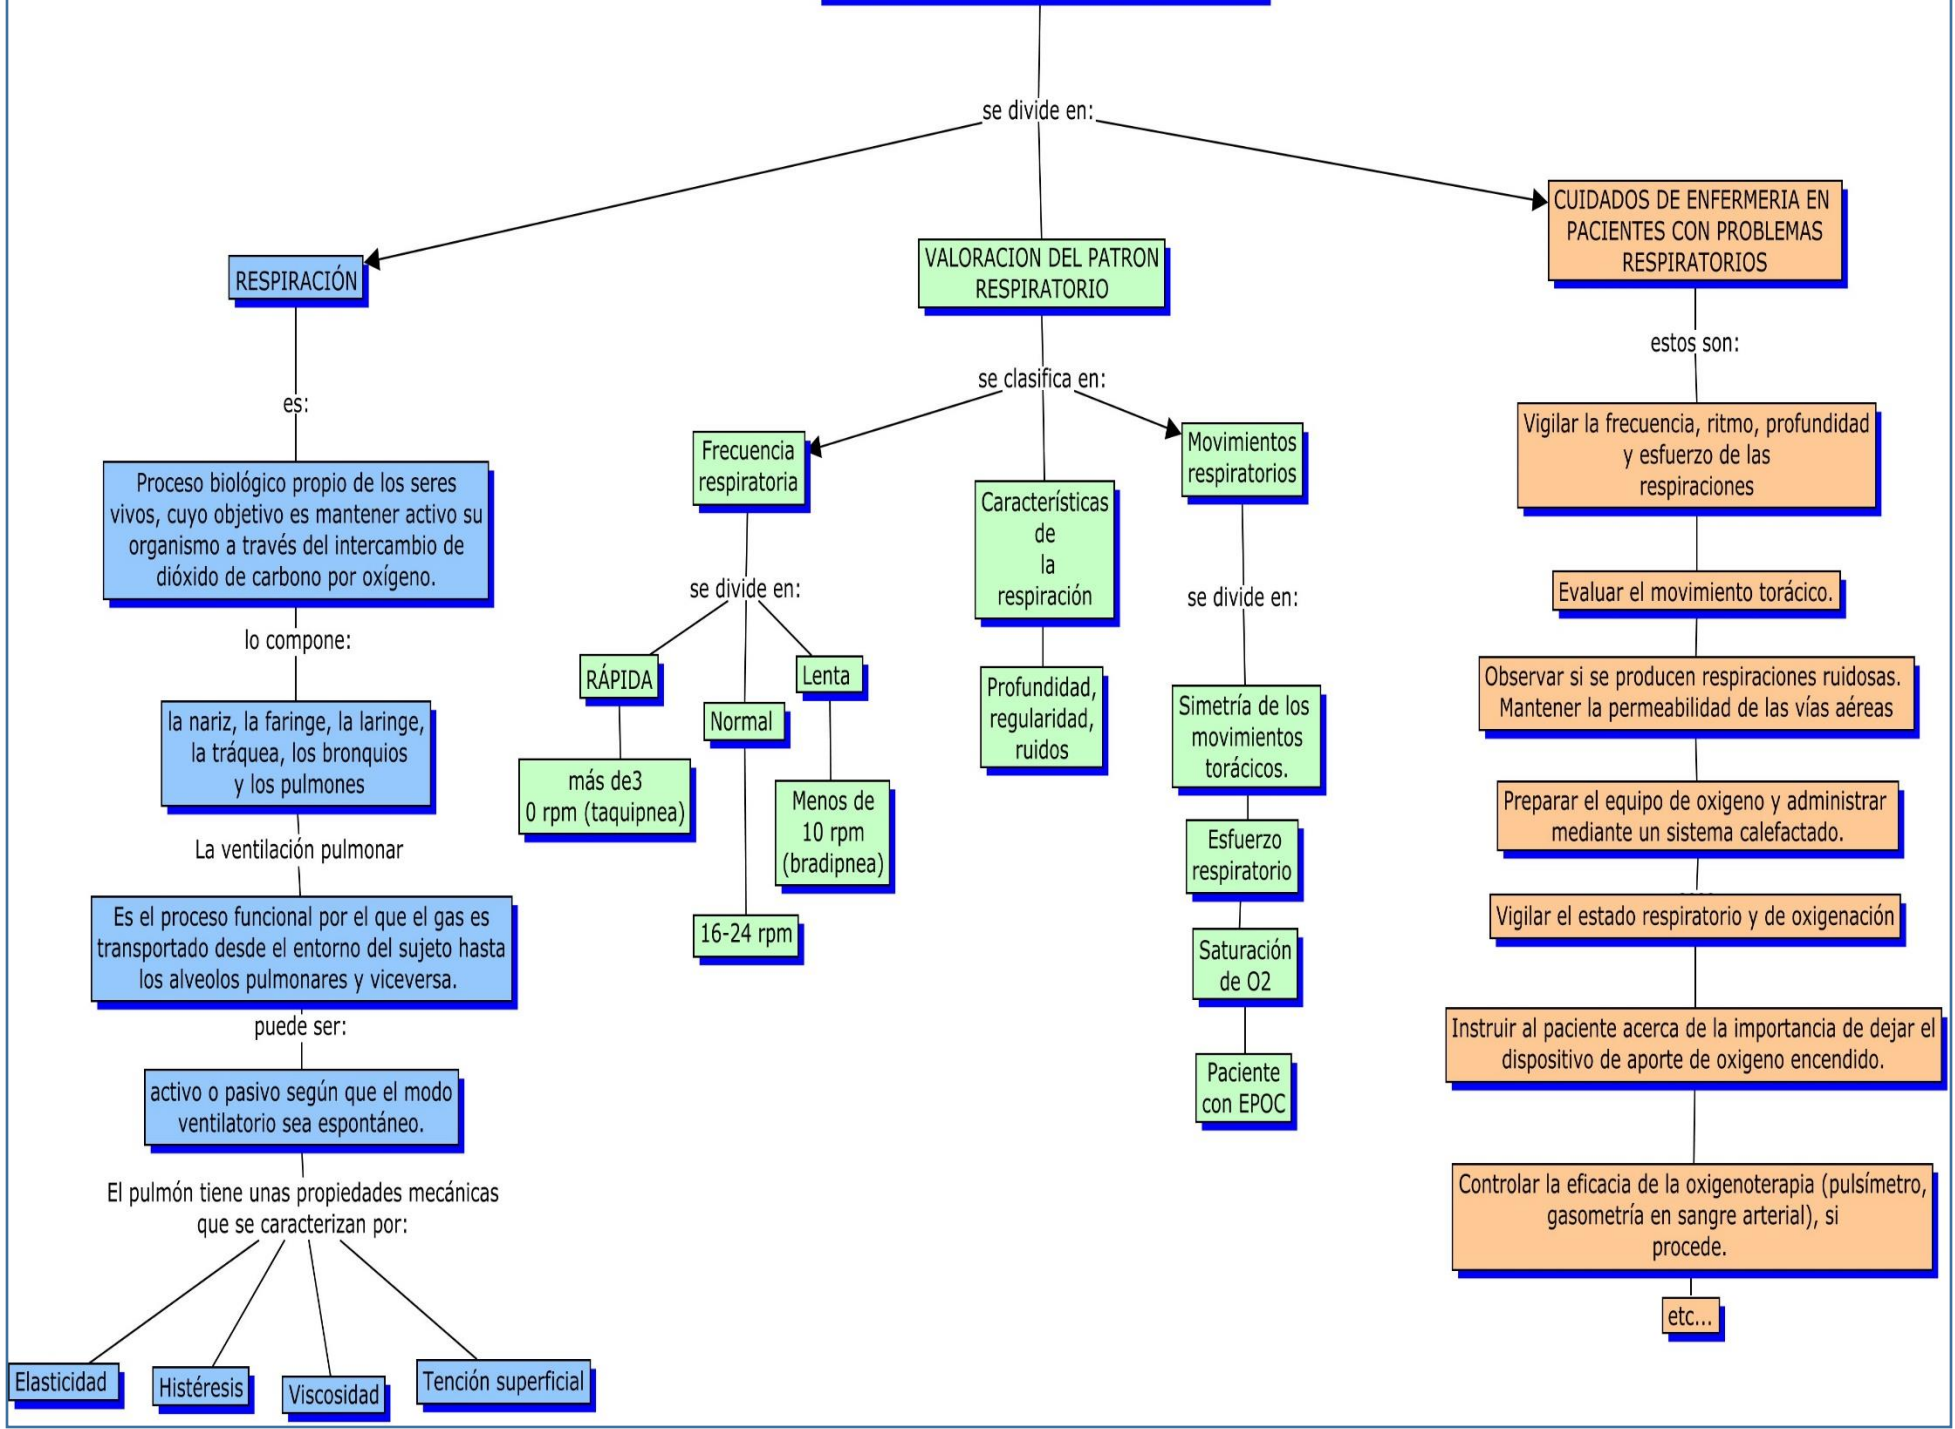 se divide en:
RESPIRACIÓN
es:
Proceso biológico propio de los seres
vivos, cuyo objetivo es mantener activo su
organismo a través del intercambio de
dióxido de carbono por oxígeno.
lo compone:
la nariz, la faringe, la laringe,
la tráquea, los bronquios
y los pulmones
La ventilación pulmonar
Es el proceso funcional por el que el gas es
transportado desde el entorno del sujeto hasta
los alveolos pulmonares y viceversa.
puede ser:
activo o pasivo según que el modo
ventilatorio sea espontáneo.
El pulmón tiene unas propiedades mecánicas
que se caracterizan por:
Elasticidad
Histéresis
Viscosidad
Tención superficial
VALORACION DEL PATRON
RESPIRATORIO
se clasifica en:
Frecuencia
respiratoria
se divide en:
RÁPIDA
más de3
0 rpm (taquipnea)
Normal
16-24 rpm
Lenta
Menos de
10 rpm
(bradipnea)
Características
de
la
respiración
Profundidad,
regularidad,
ruidos
Movimientos
respiratorios
se divide en:
Simetría de los
movimientos
torácicos.
Esfuerzo
respiratorio
Saturación
de O2
Paciente
con EPOC
CUIDADOS DE ENFERMERIA EN
PACIENTES CON PROBLEMAS
RESPIRATORIOS
estos son:
Vigilar la frecuencia, ritmo, profundidad
y esfuerzo de las
respiraciones
Evaluar el movimiento torácico.
Observar si se producen respiraciones ruidosas.
Mantener la permeabilidad de las vías aéreas
Preparar el equipo de oxigeno y administrar
mediante un sistema calefactado.
Vigilar el estado respiratorio y de oxigenación
Instruir al paciente acerca de la importancia de dejar el
dispositivo de aporte de oxigeno encendido.
Controlar la eficacia de la oxigenoterapia (pulsímetro,
gasometría en sangre arterial), si
procede.
etc...